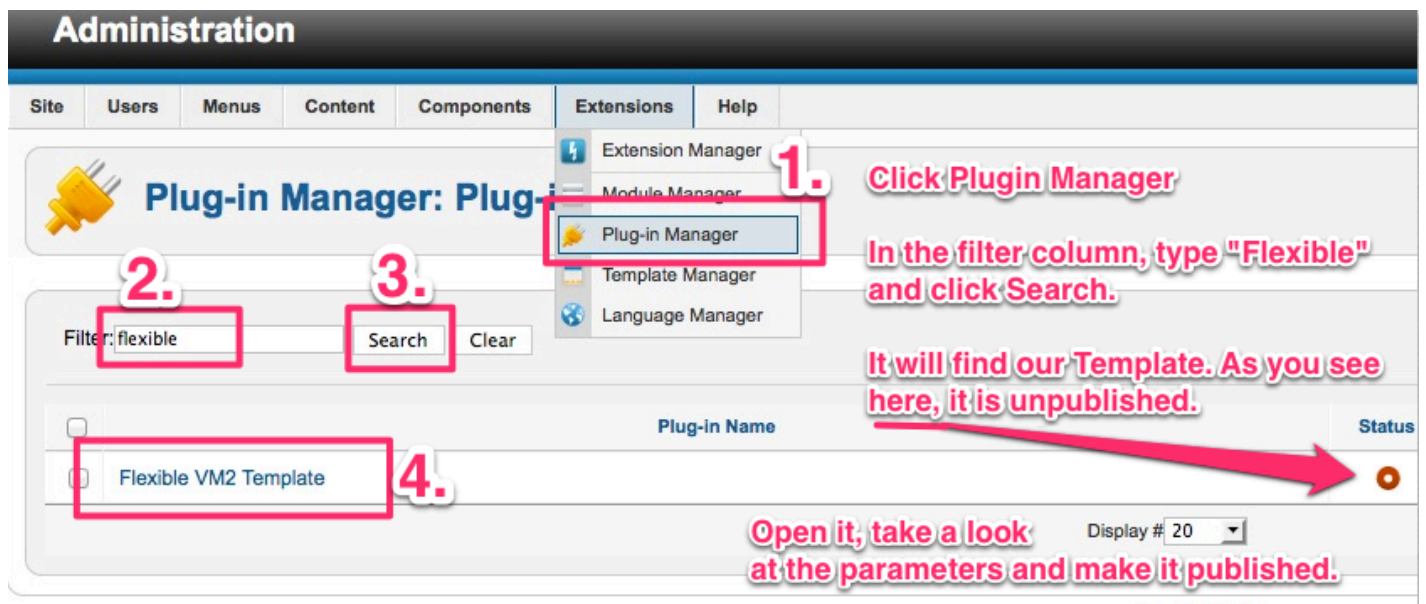 Administration
Site Users Menus Content Components Extensions Help
Extension Manager
1.
Click Plugin Manager
Module Manager
Plug-in Manager: Plug-i
Plug-in Manager
In the filter column, type "Flexible"
and click Search.
2.
3.
Template Manager
Language Manager
Filter: flexible Search Clear
It will find our Template. As you see
here, it is unpublished.
Plug-in Name Status
Flexible VM2 Template
4.
Display # 20
Open it, take a look
at the parameters and make it published.